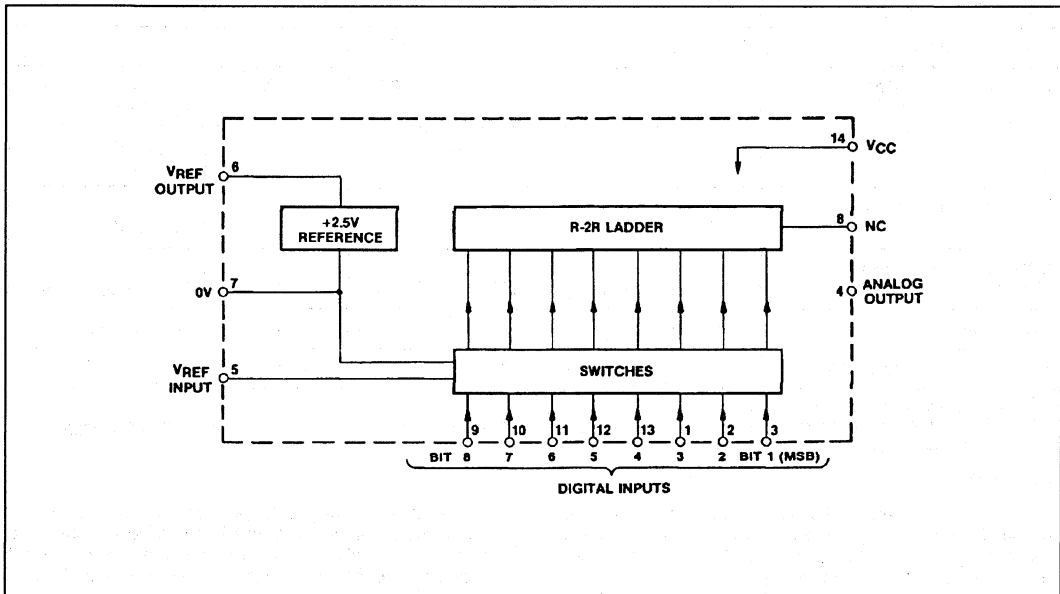 14
VCC
6
VREF
OUTPUT
+2.5V
REFERENCE
R-2R LADDER
8
NC
7
0V
4
ANALOG
OUTPUT
5
VREF
INPUT
SWITCHES
9 10 11 12 13 1 2 3
BIT 8 7 6 5 4 3 2 BIT 1 (MSB)
DIGITAL INPUTS